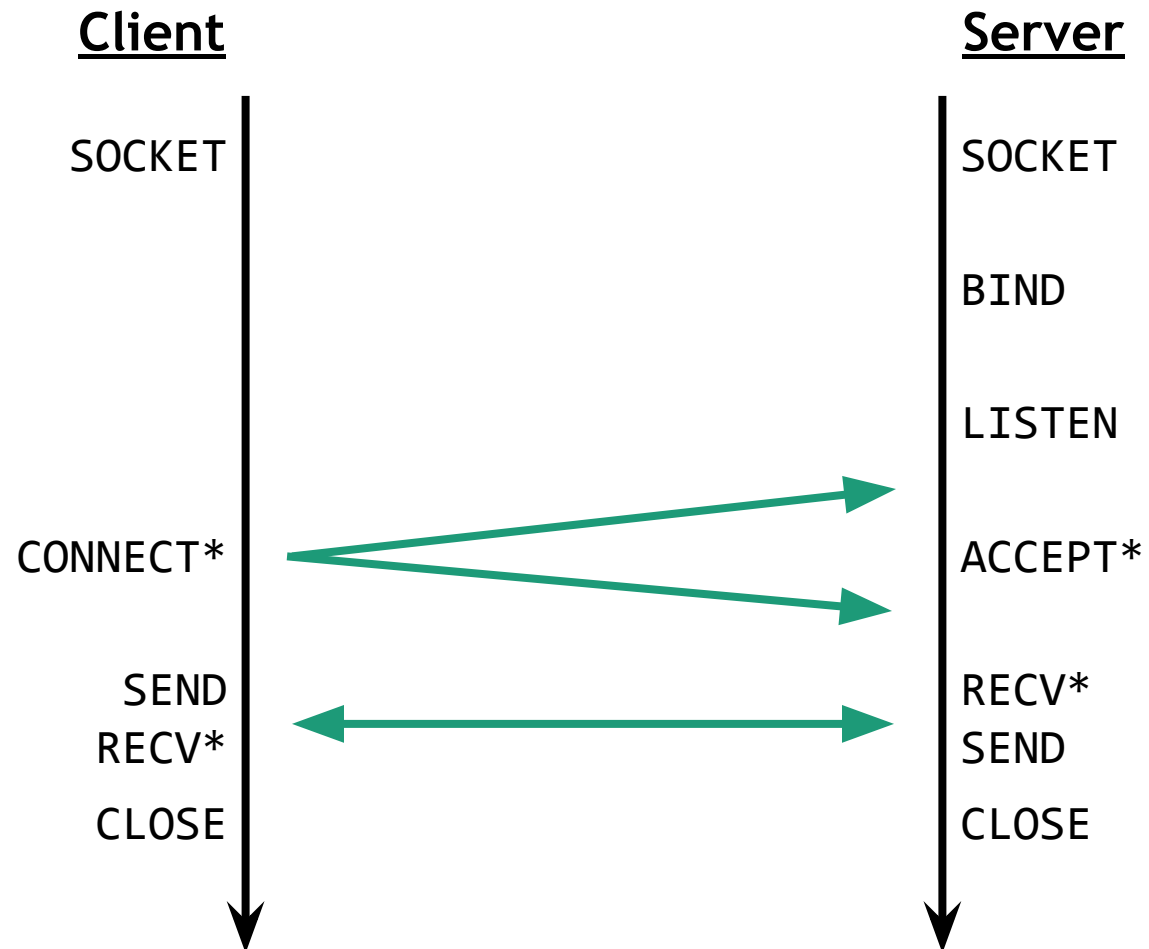 Client Server
SOCKET SOCKET
BIND
LISTEN
CONNECT* ACCEPT*
SEND RECV*
RECV* SEND
CLOSE CLOSE